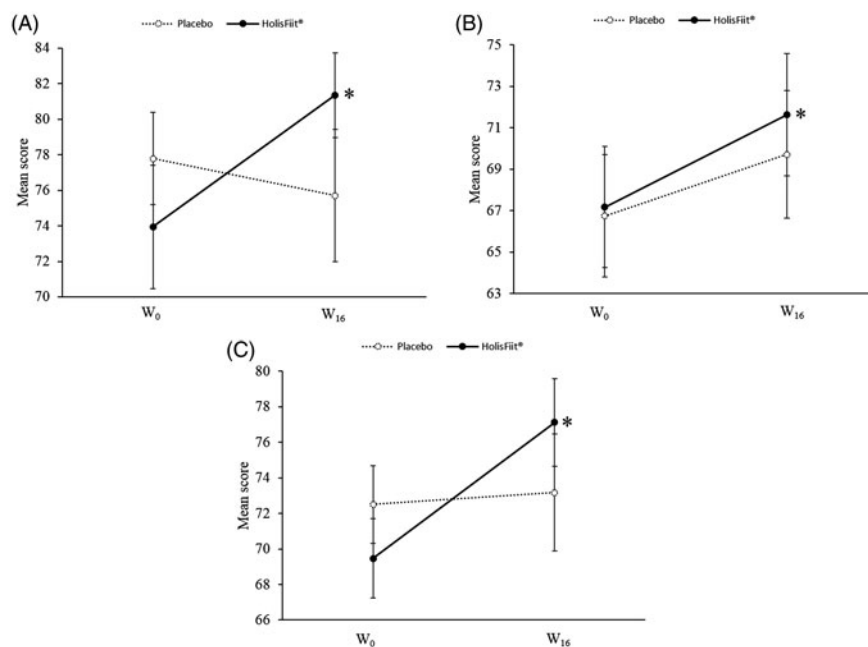 (A)
Placebo HolisFiit®
Mean score
84
82
80
78
76
74
72
70
*
W₀ W₁₆
(B)
Placebo HolisFiit®
Mean score
75
73
71
69
67
65
63
*
W₀ W₁₆
(C)
Placebo HolisFiit®
Mean score
80
78
76
74
72
70
68
66
*
W₀ W₁₆